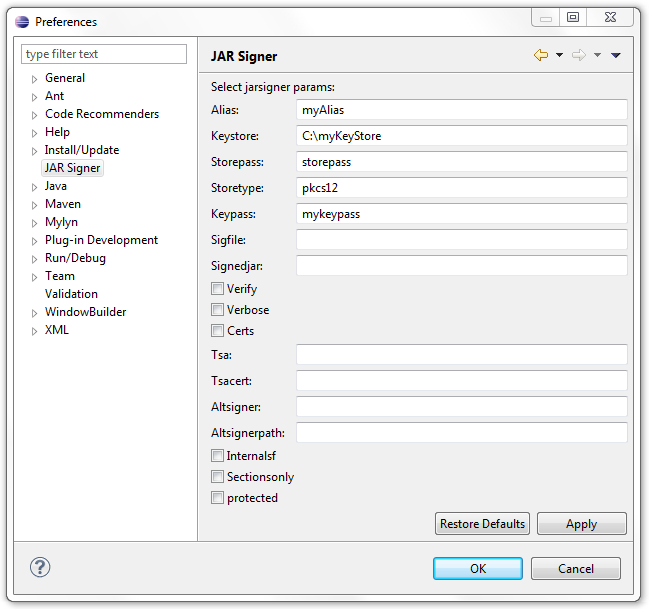 Preferences
type filter text
General
Ant
Code Recommenders
Help
Install/Update
JAR Signer
Java
Maven
Mylyn
Plug-in Development
Run/Debug
Team
Validation
WindowBuilder
XML
JAR Signer
Select jarsigner params:
Alias: myAlias
Keystore: C:\myKeyStore
Storepass: storepass
Storetype: pkcs12
Keypass: mykeypass
Sigfile:
Signedjar:
Verify
Verbose
Certs
Tsa:
Tsacert:
Altsigner:
Altsignerpath:
Internalsf
Sectionsonly
protected
Restore Defaults Apply
? OK Cancel